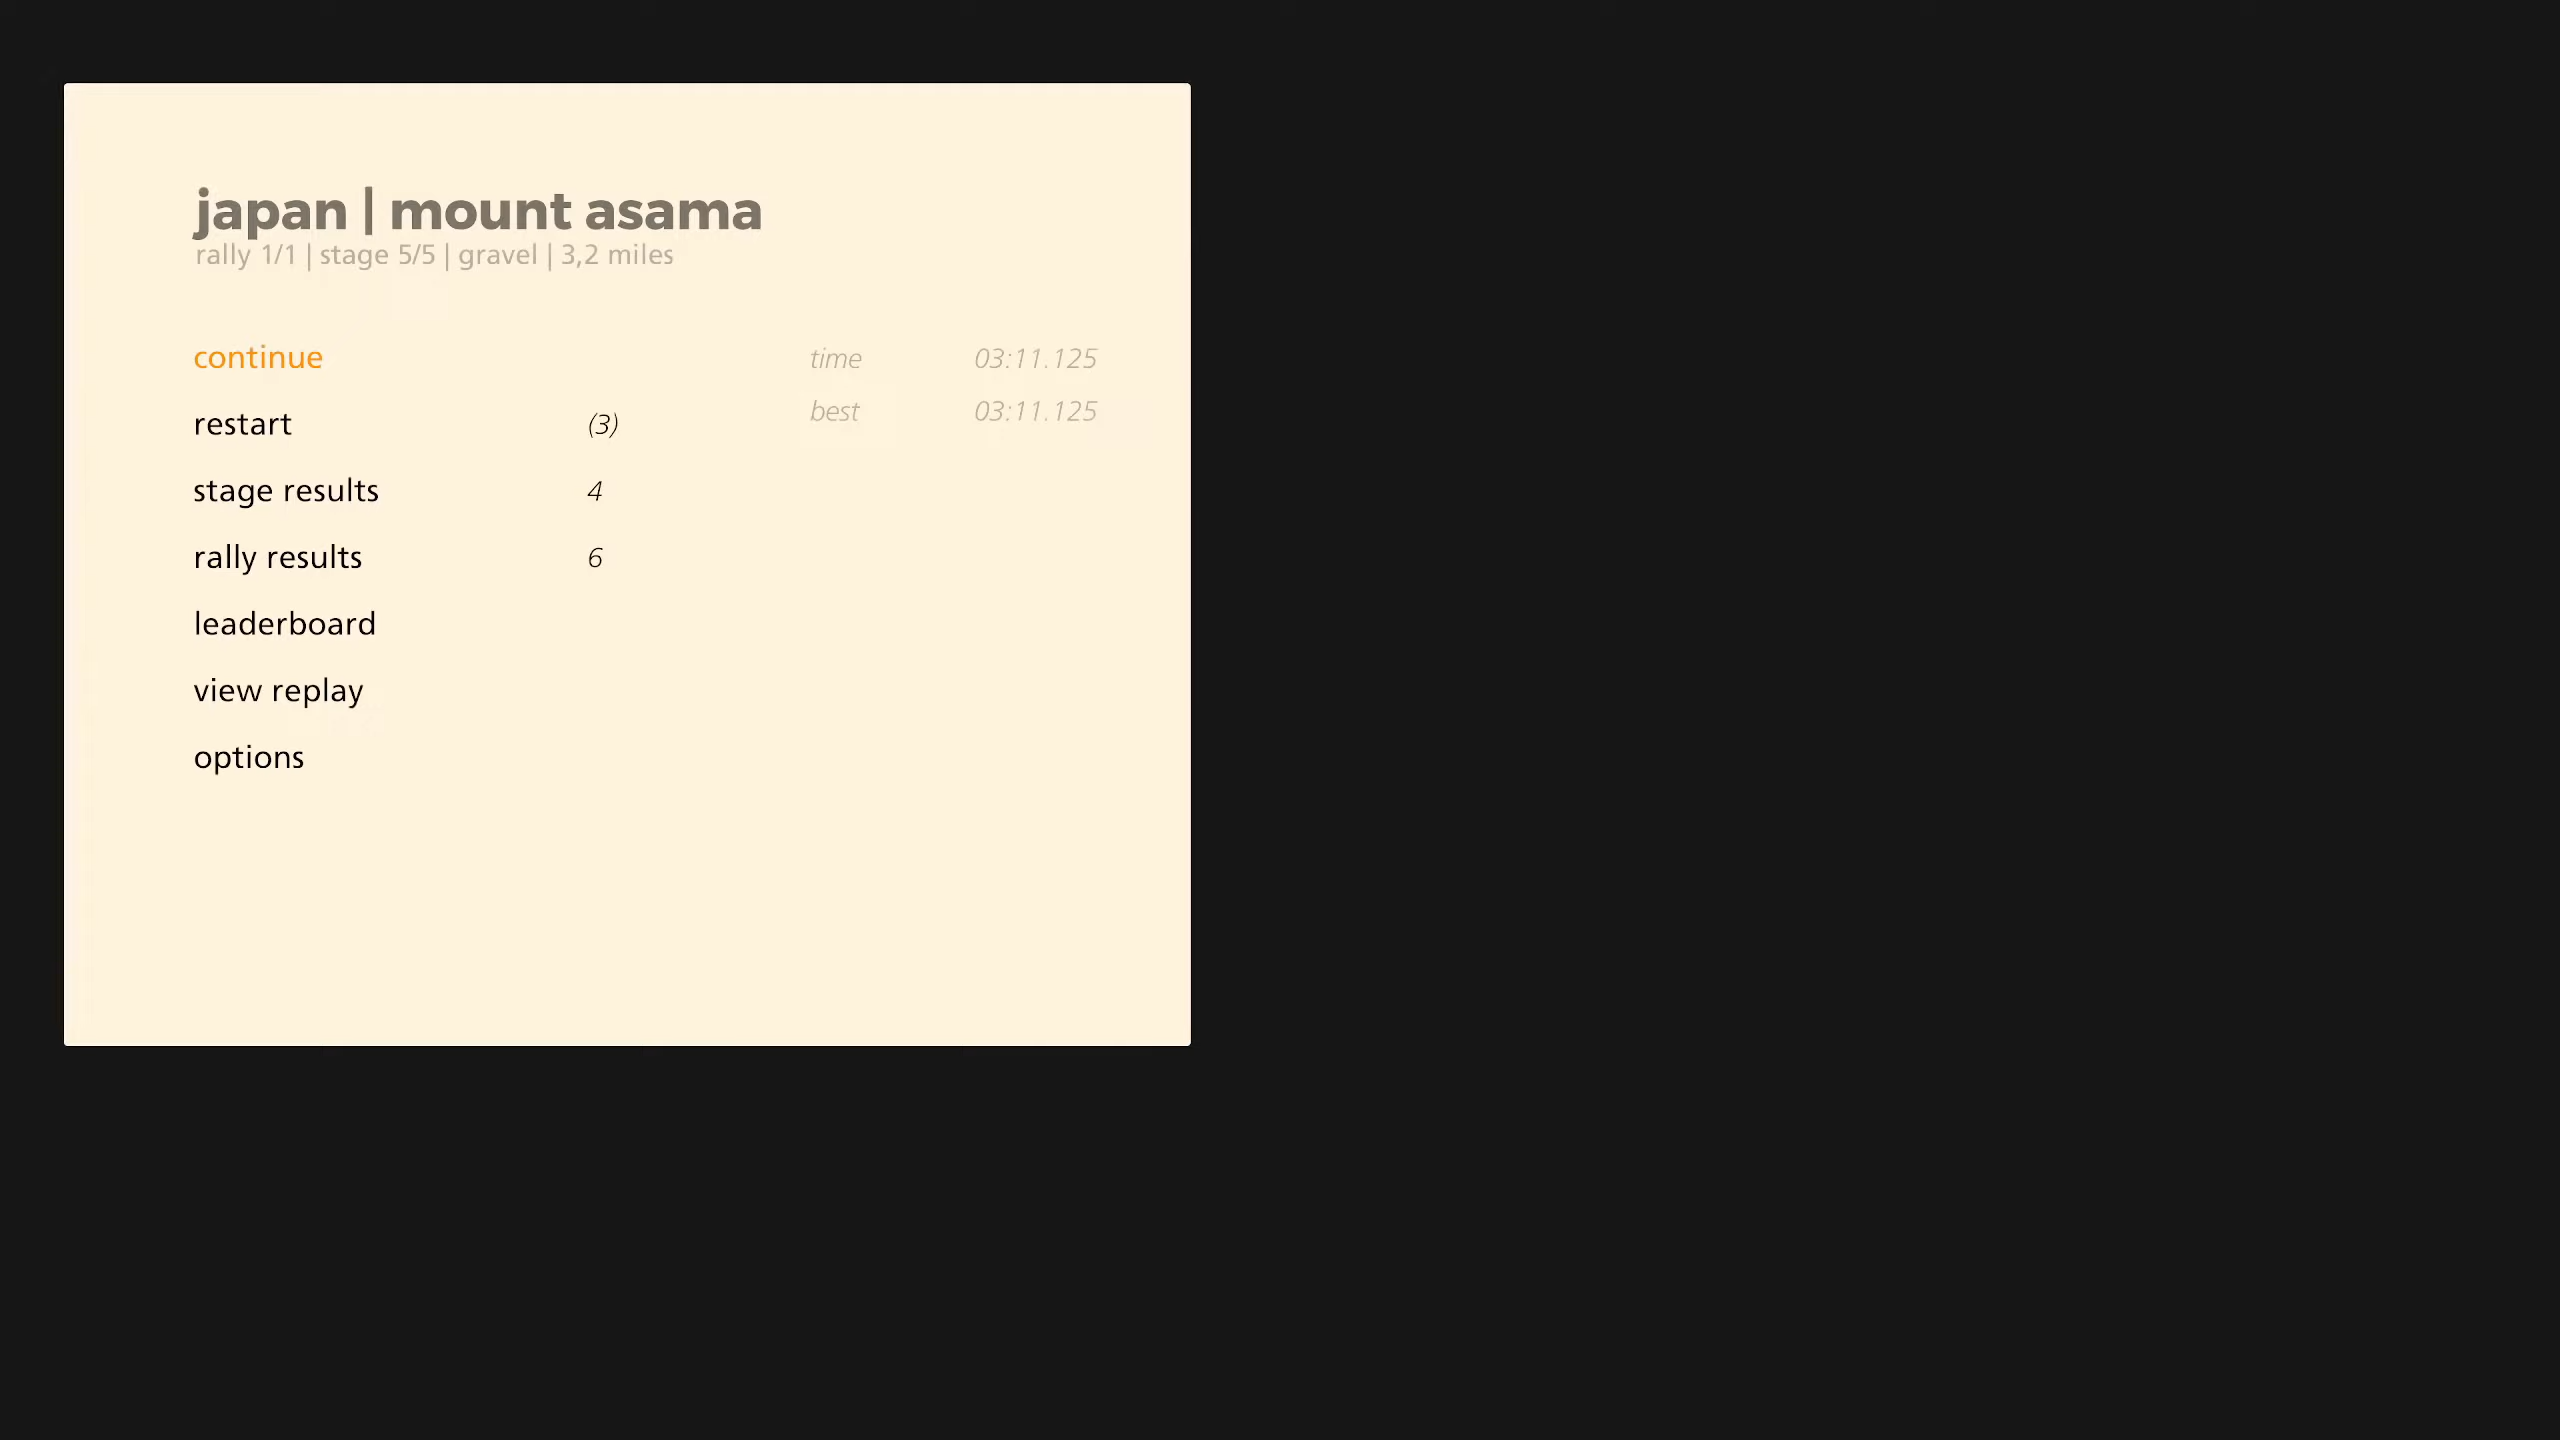 japan | mount asama
rally 1/1 | stage 5/5 | gravel | 3,2 miles
continue
time 03:11.125
restart (3)
best 03:11.125
stage results 4
rally results 6
leaderboard
view replay
options